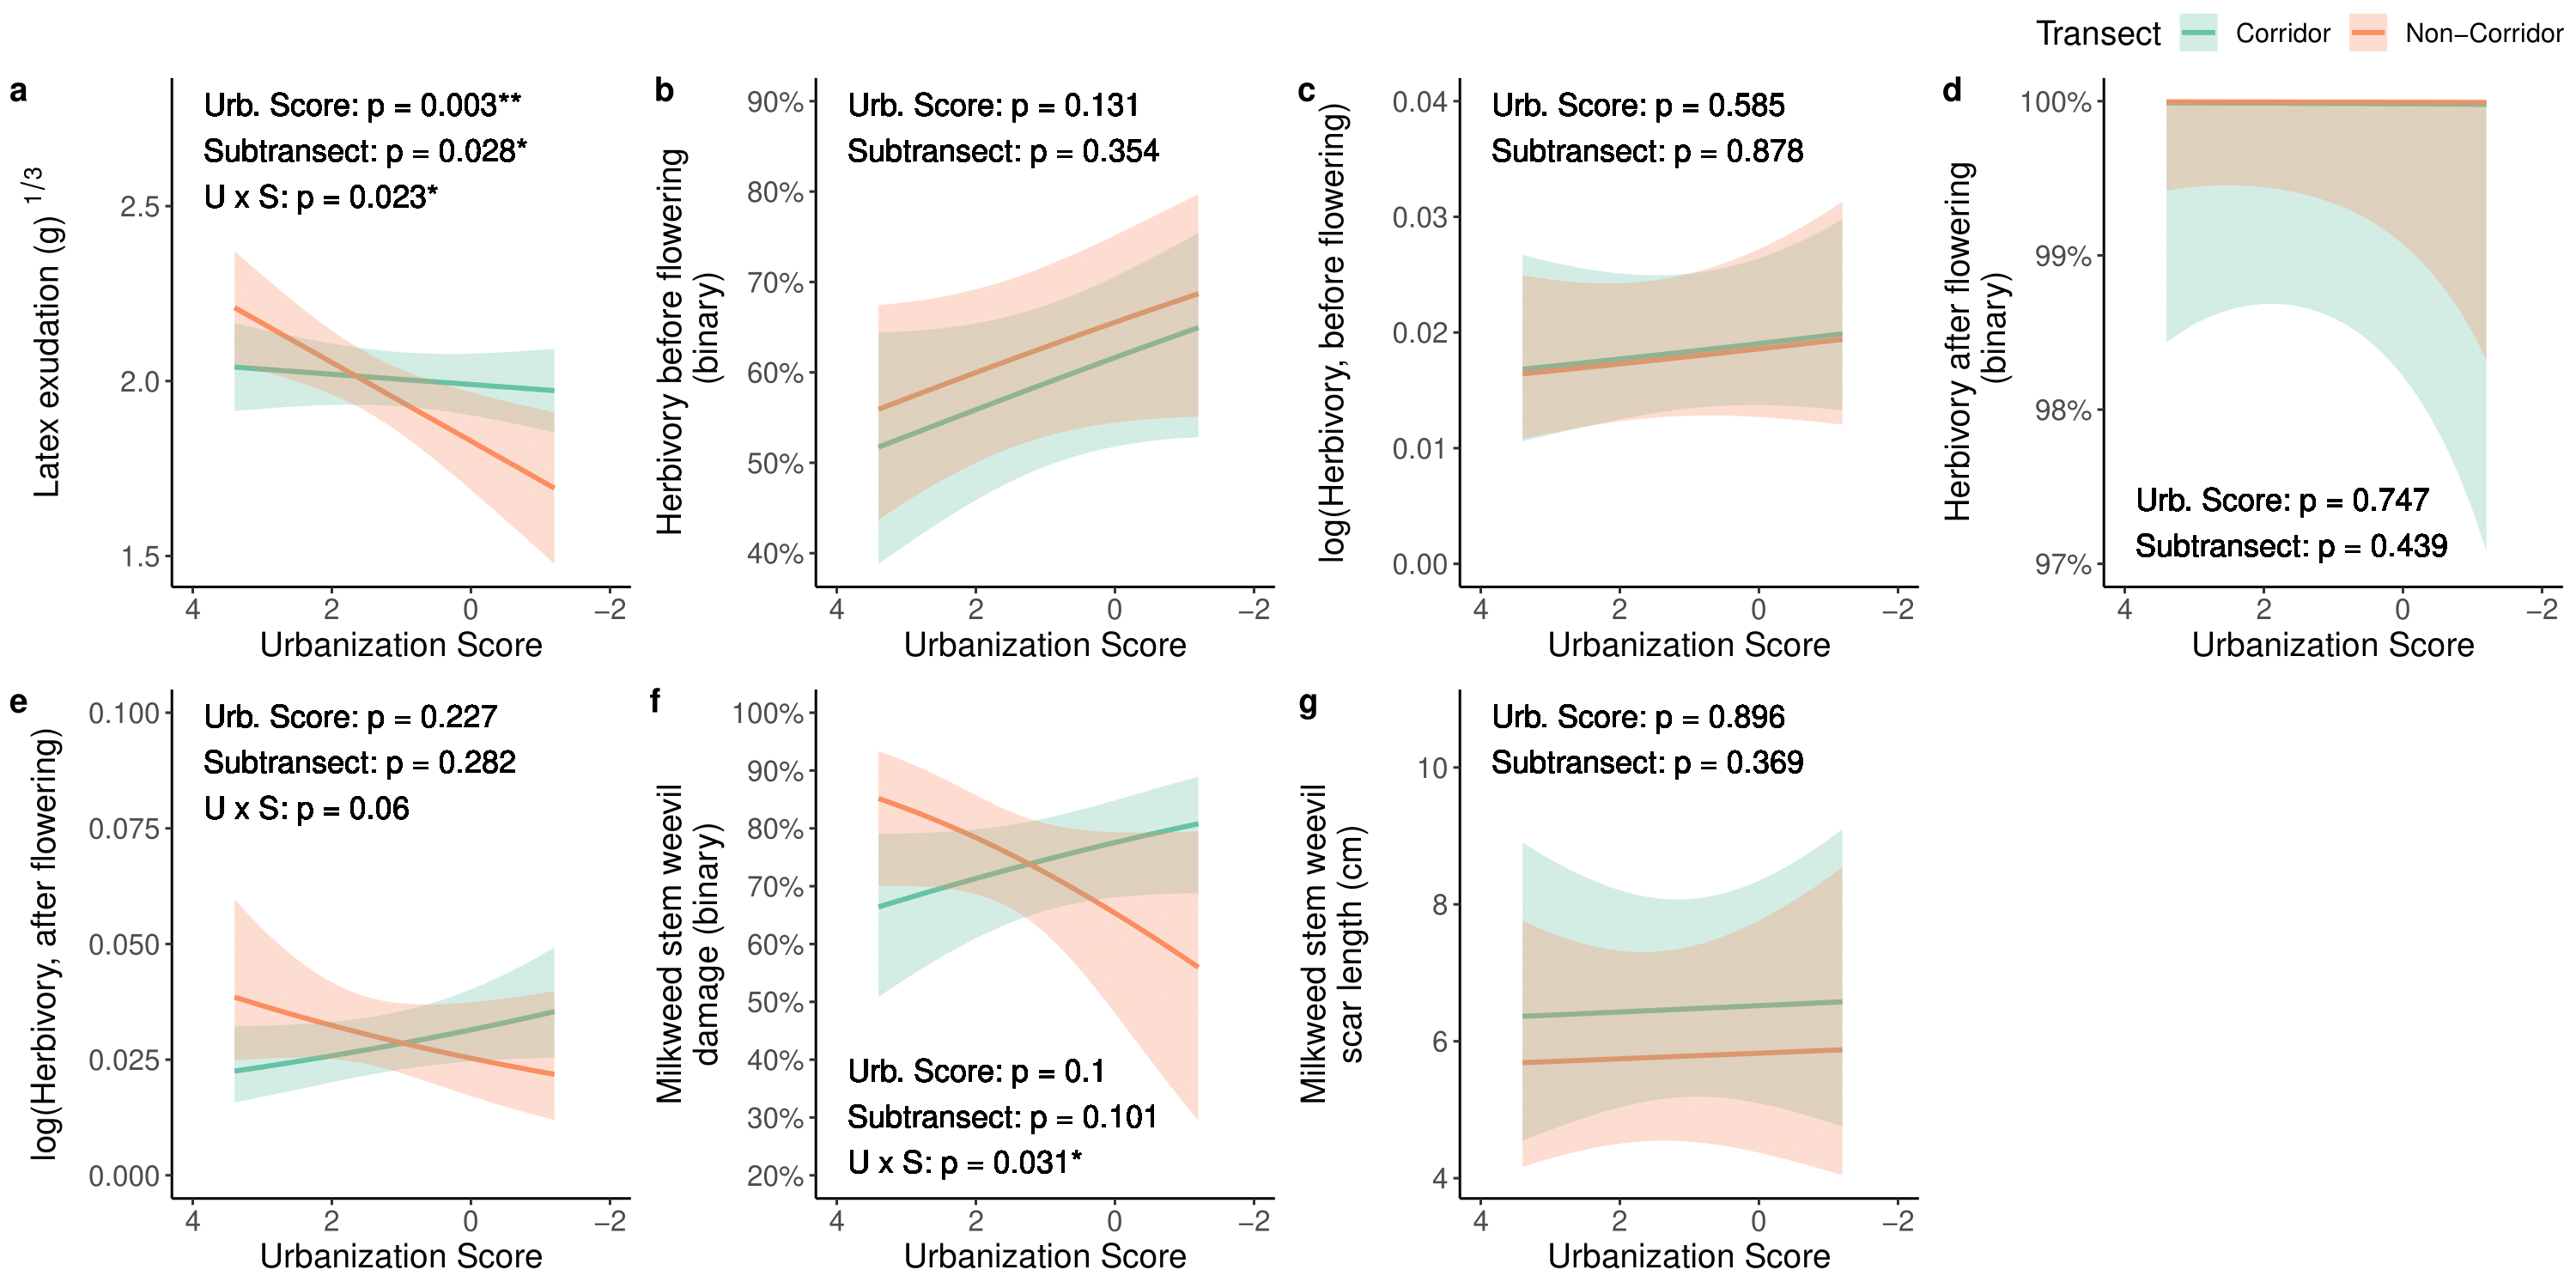 Transect Corridor Non−Corridor
a
Urb. Score: p = 0.003**
Subtransect: p = 0.028*
U x S: p = 0.023*
Latex exudation (g) 1/3
2.5
2.0
1.5
4 2 0 −2
Urbanization Score
b
Urb. Score: p = 0.131
Subtransect: p = 0.354
Herbivory before flowering
(binary)
90%
80%
70%
60%
50%
40%
4 2 0 −2
Urbanization Score
c
Urb. Score: p = 0.585
Subtransect: p = 0.878
log(Herbivory, before flowering)
0.04
0.03
0.02
0.01
0.00
4 2 0 −2
Urbanization Score
d
Herbivory after flowering
(binary)
100%
99%
98%
97%
Urb. Score: p = 0.747
Subtransect: p = 0.439
4 2 0 −2
Urbanization Score
e
Urb. Score: p = 0.227
Subtransect: p = 0.282
U x S: p = 0.06
log(Herbivory, after flowering)
0.100
0.075
0.050
0.025
0.000
4 2 0 −2
Urbanization Score
f
Milkweed stem weevil
damage (binary)
100%
90%
80%
70%
60%
50%
40%
30%
20%
Urb. Score: p = 0.1
Subtransect: p = 0.101
U x S: p = 0.031*
4 2 0 −2
Urbanization Score
g
Urb. Score: p = 0.896
Subtransect: p = 0.369
Milkweed stem weevil
scar length (cm)
10
8
6
4
4 2 0 −2
Urbanization Score